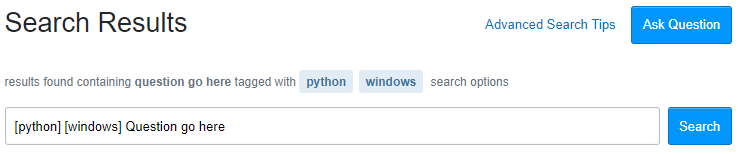 Search Results
Advanced Search Tips
Ask Question
results found containing question go here tagged with python windows search options
[python] [windows] Question go here
Search